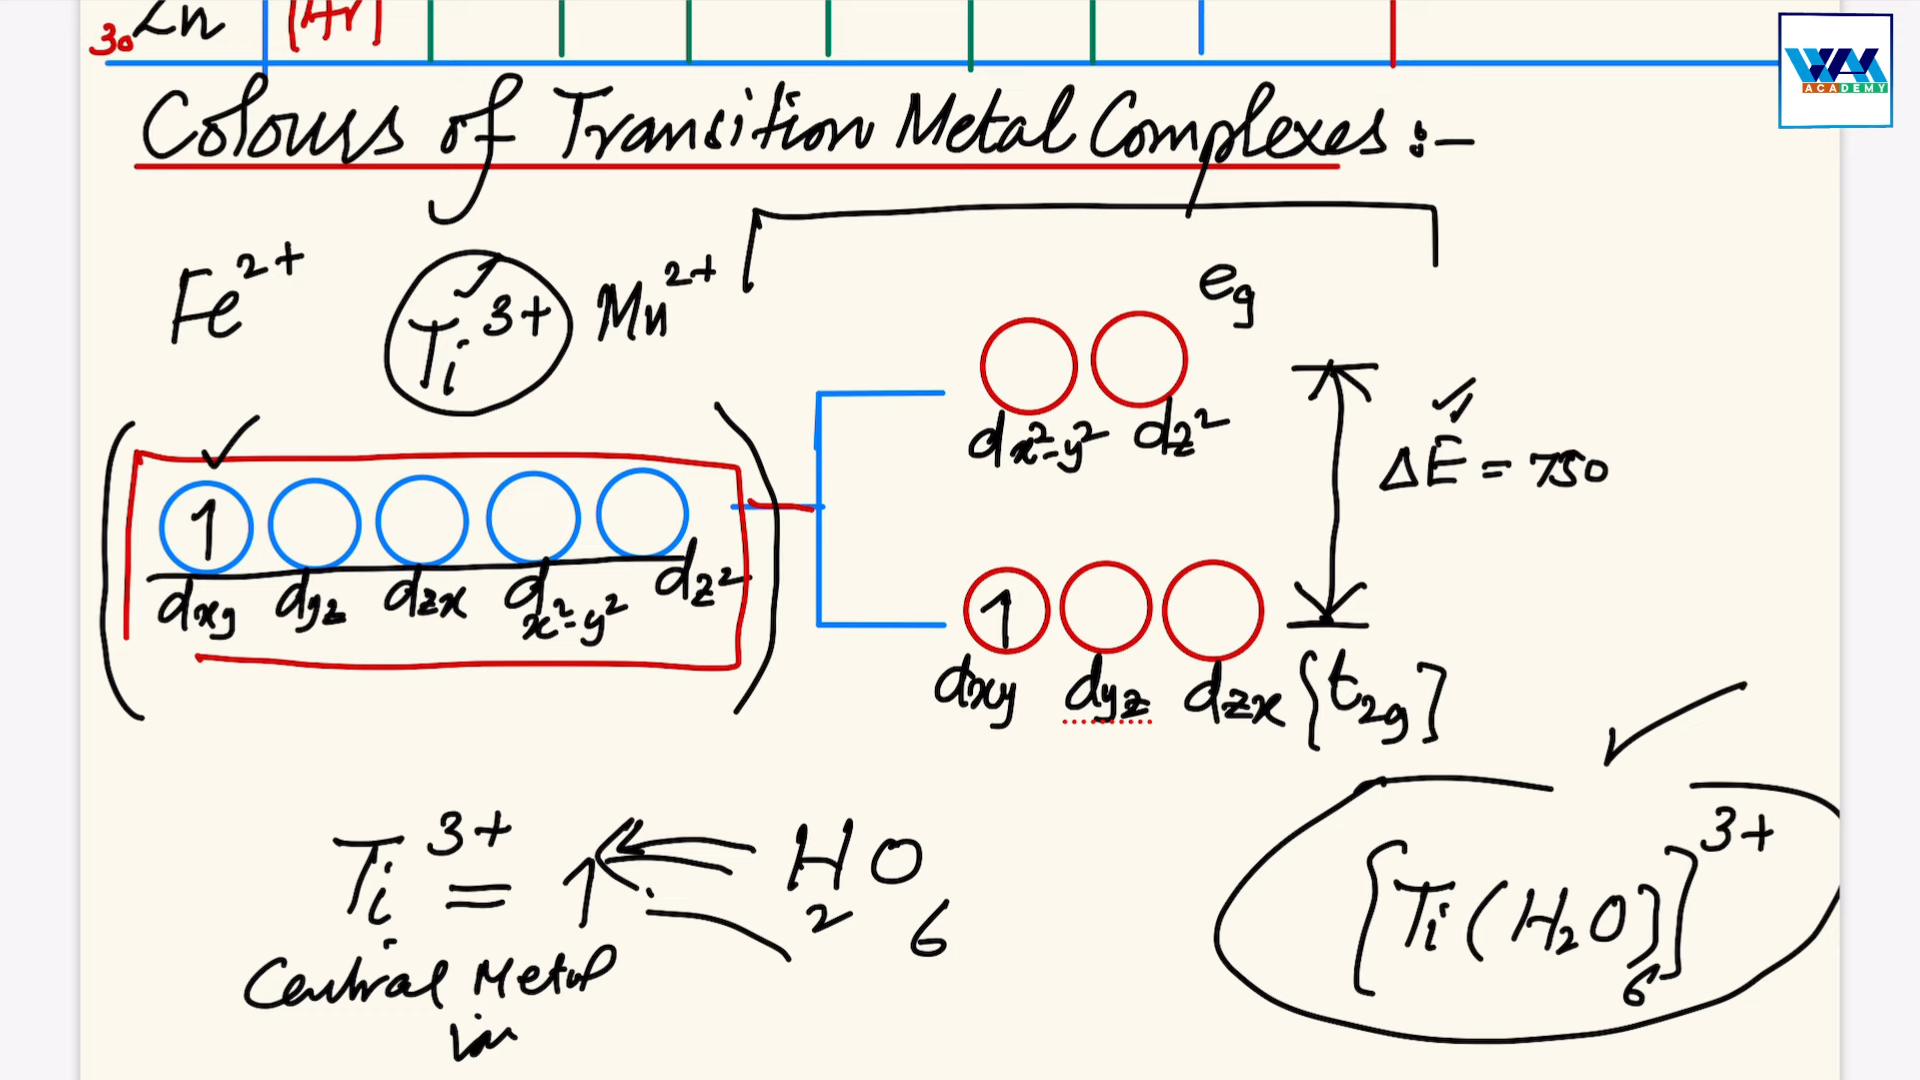 30Zn [Ar]
WAK
ACADEMY
Colours of Transition Metal Complexes :-
Fe²⁺ Ti³⁺ Mn²⁺
eg
dx²-y² dz²
ΔE = 750
1
dxy dyz dzx dx²-y² dz²
1
dxy dyz dzx {t₂g]
Ti³⁺ = 1 H₂O 6
Central Metal
[Ti(H₂O)₆]³⁺